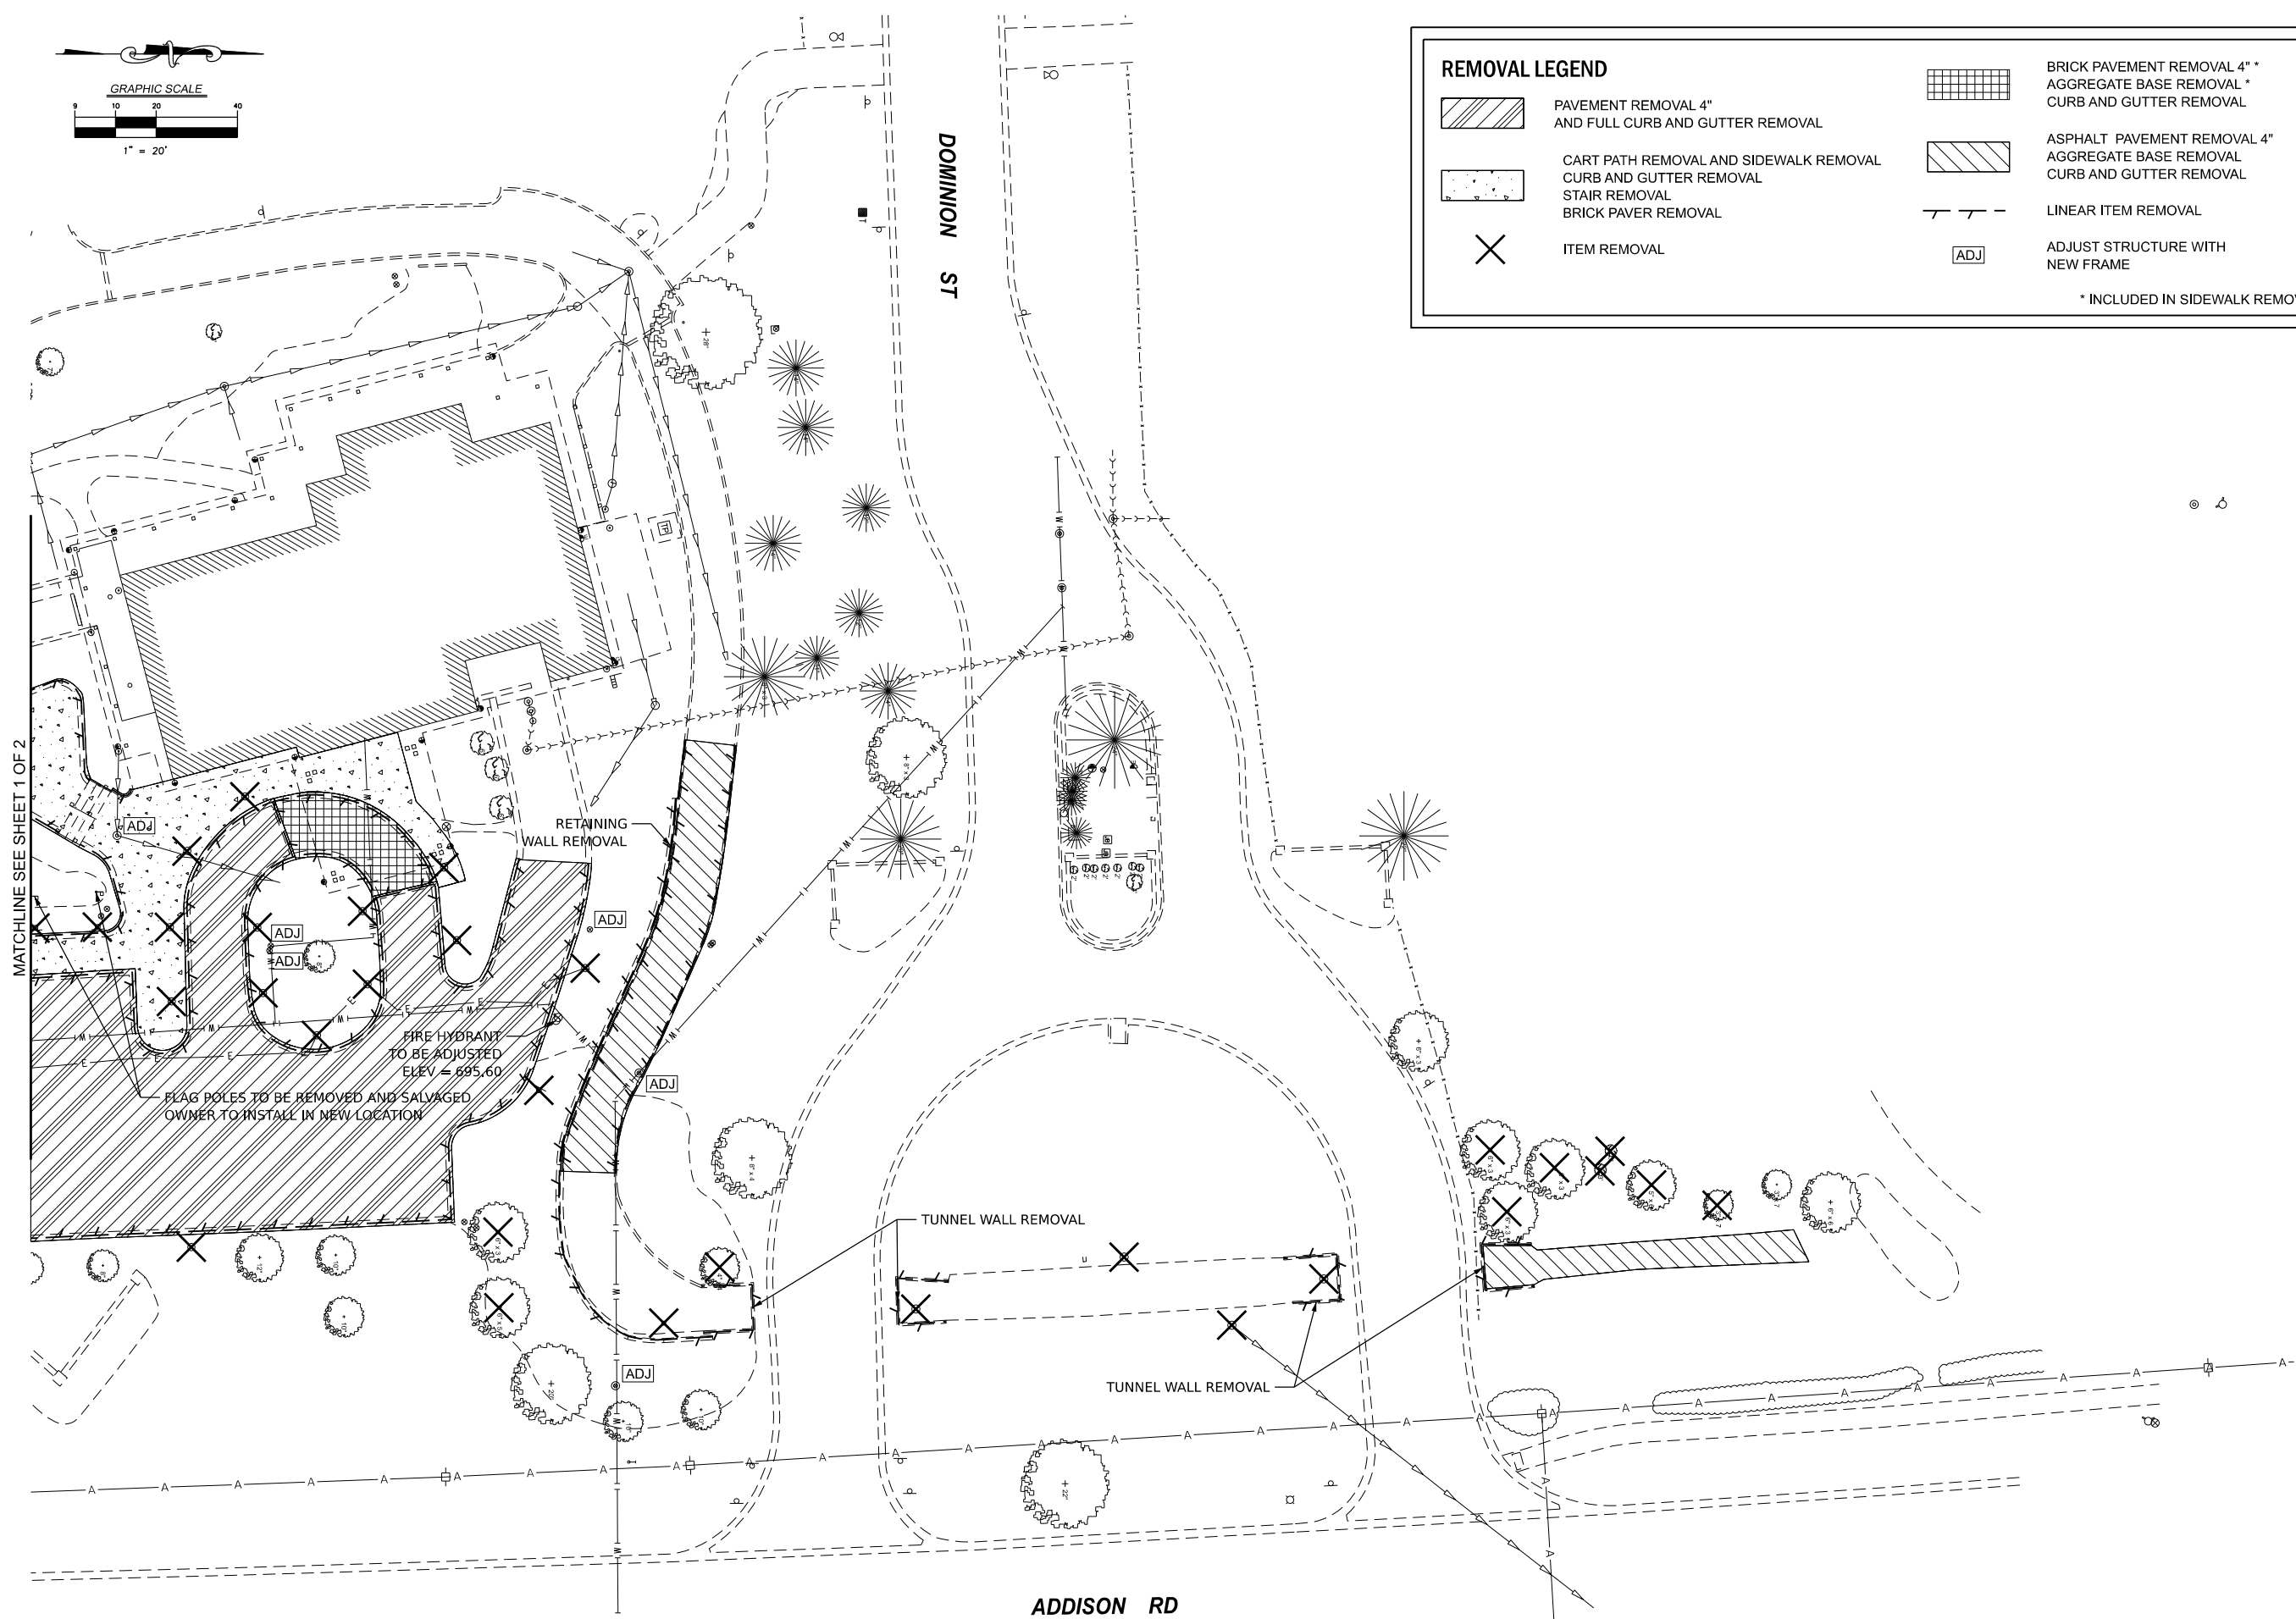 GRAPHIC SCALE
10 20 40
1" = 20'
REMOVAL LEGEND
PAVEMENT REMOVAL 4"
AND FULL CURB AND GUTTER REMOVAL
CART PATH REMOVAL AND SIDEWALK REMOVAL
CURB AND GUTTER REMOVAL
STAIR REMOVAL
BRICK PAVER REMOVAL
ITEM REMOVAL
BRICK PAVEMENT REMOVAL 4" *
AGGREGATE BASE REMOVAL *
CURB AND GUTTER REMOVAL
ASPHALT PAVEMENT REMOVAL 4"
AGGREGATE BASE REMOVAL
CURB AND GUTTER REMOVAL
LINEAR ITEM REMOVAL
ADJ
ADJUST STRUCTURE WITH
NEW FRAME
* INCLUDED IN SIDEWALK REMOV
DOMINION ST
MATCHLINE SEE SHEET 1 OF 2
RETAINING
WALL REMOVAL
ADJ
ADJ
ADJ
ADJ
FIRE HYDRANT
TO BE ADJUSTED
ELEV = 695.60
ADJ
FLAG POLES TO BE REMOVED AND SALVAGED
OWNER TO INSTALL IN NEW LOCATION
TUNNEL WALL REMOVAL
TUNNEL WALL REMOVAL
ADJ
ADDISON RD